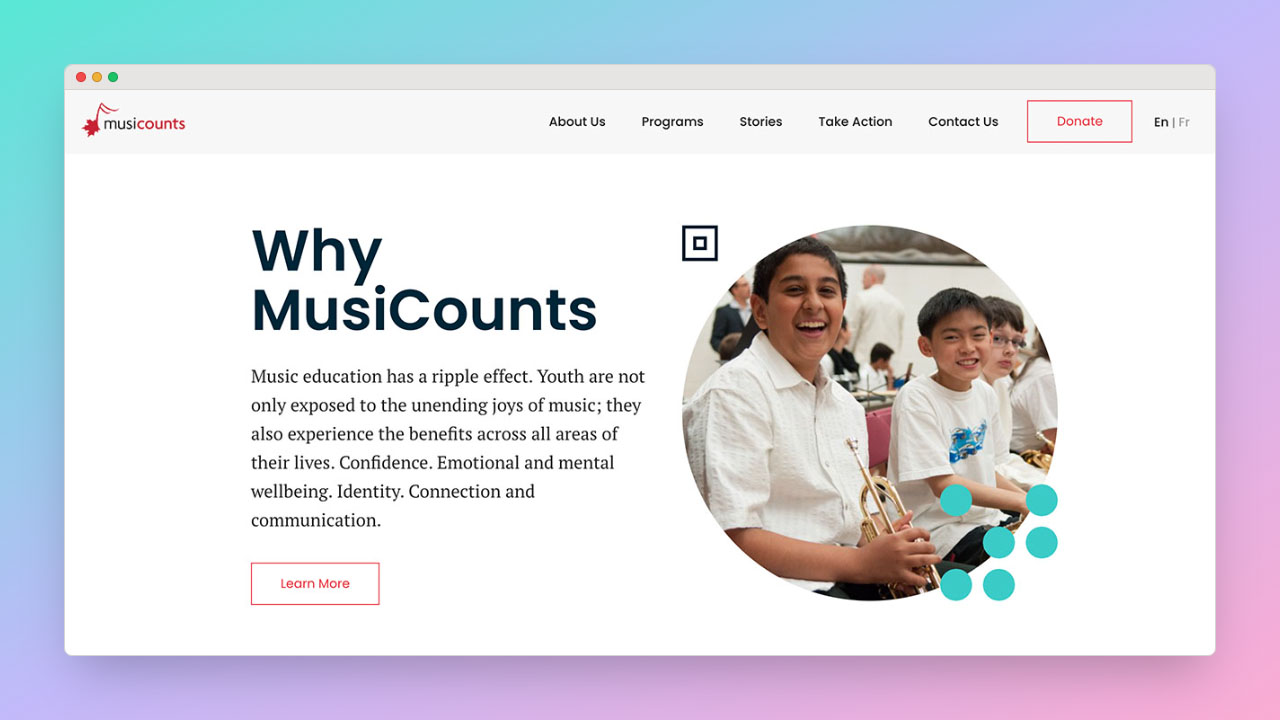 musicounts
About Us Programs Stories Take Action Contact Us Donate En | Fr
Why
MusiCounts
Music education has a ripple effect. Youth are not
only exposed to the unending joys of music; they
also experience the benefits across all areas of
their lives. Confidence. Emotional and mental
wellbeing. Identity. Connection and
communication.
Learn More